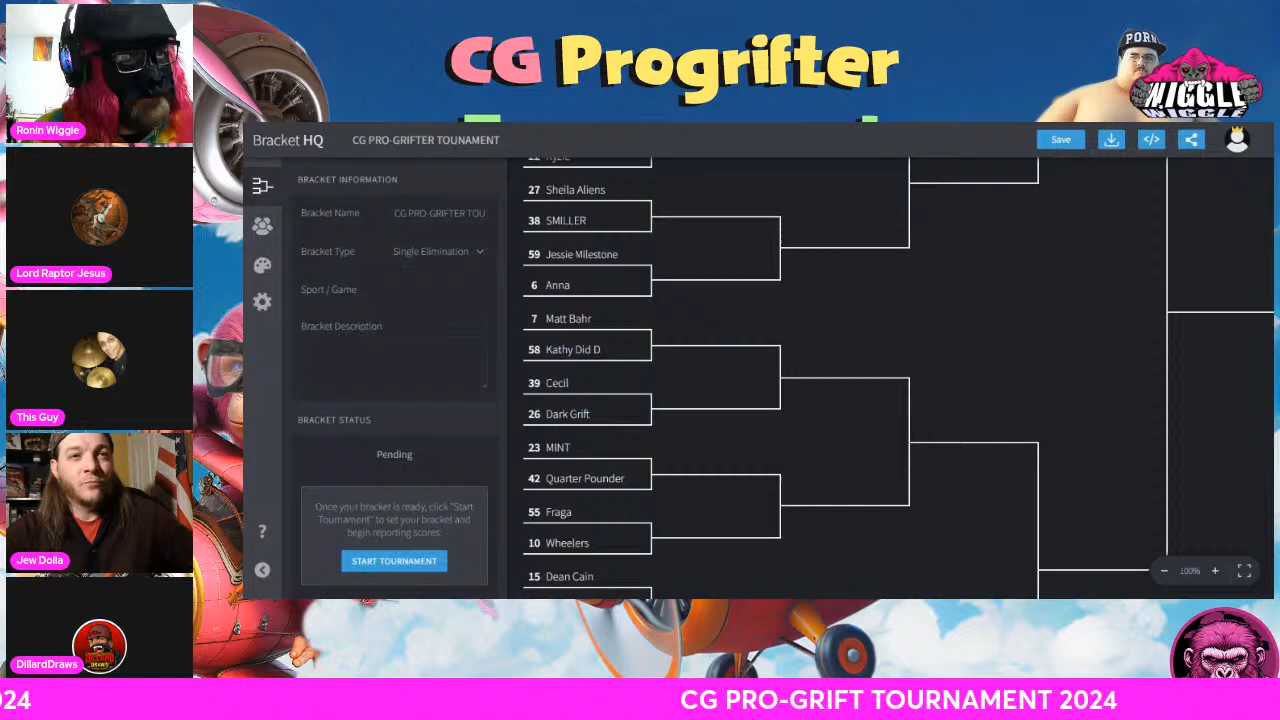 CG Progrifter
PORN
WIGGLE
WIGGLE
Ronin Wiggie
Lord Raptor Jesus
This Guy
Jew Dolla
DillardDraws
Bracket HQ
CG PRO-GRIFTER TOURNAMENT
Save
</>
BRACKET INFORMATION
Bracket Name
CG PRO-GRIFTER TOU
Bracket Type
Single Elimination
Sport / Game
Bracket Description
BRACKET STATUS
Pending
Once your bracket is ready, click "Start
Tournament" to set your bracket and
begin reporting scores
START TOURNAMENT
?
27 Sheila Aliens
38 SMILLER
59 Jessie Milestone
6 Anna
7 Matt Bahr
58 Kathy Did D
39 Cecil
26 Dark Grift
23 MINT
42 Quarter Pounder
55 Fraga
10 Wheelers
15 Dean Cain
− 100% +
024
CG PRO-GRIFT TOURNAMENT 2024